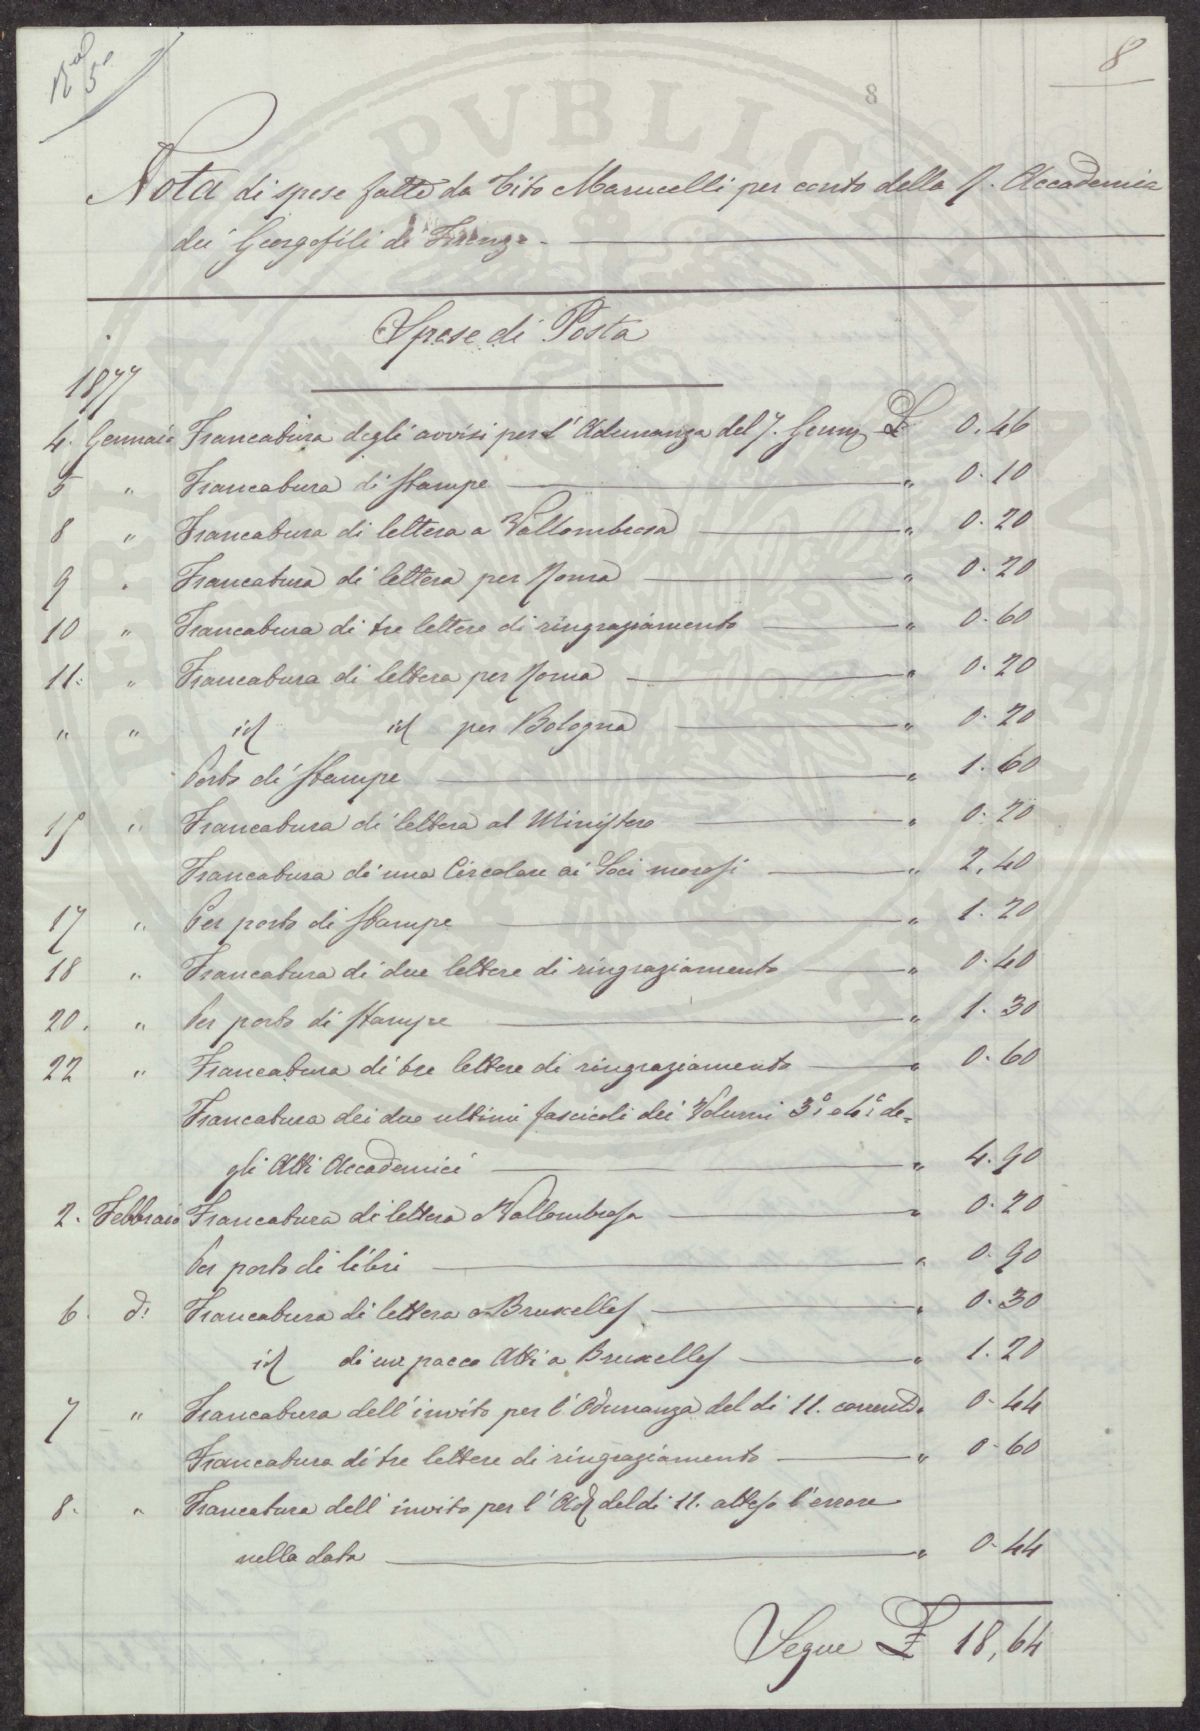 8
8
Nota di spese fatte da Tito Marucelli per conto della R. Accademia
dei Georgofili di Firenze.
Spese di Posta
1877
4. Gennaio Francatura degli avvisi per l'Adunanza del 7. Genn. £ 0.46
5 " Francatura di stampe " 0.10
8 " Francatura di lettera a Vallombrosa " 0.20
9 " Francatura di lettera per Roma " 0.20
10 " Francatura di tre lettere di ringraziamento " 0.60
11. " Francatura di lettera per Roma " 0.20
" " id id per Bologna " 0.20
Porto di stampe " 1.60
15 " Francatura di lettera al Ministero " 0.20
Francatura di una Circolare ai Soci morosi " 2,40
17 " Per porto di stampe " 1.20
18 " Francatura di due lettere di ringraziamento " 0.40
20. " Per porto di stampe " 1.30
22 " Francatura di tre lettere di ringraziamento " 0.60
Francatura dei due ultimi fascicoli dei Volumi 3º e 4º de=
gli Atti Accademici " 4.90
2. Febbraio Francatura di lettera a Vallombrosa " 0.20
Per porto di libri " 0.90
6. d: Francatura di lettera a Bruxelles " 0.30
id di un pacco Atti a Bruxelles " 1.20
7 " Francatura dell'invito per l'Adunanza del di 11. corrente " 0.44
Francatura di tre lettere di ringraziamento " 0.60
8. " Francatura dell'invito per l'Ad del di 11. atteso l'errore
nella data " 0.44
Segue £ 18,64